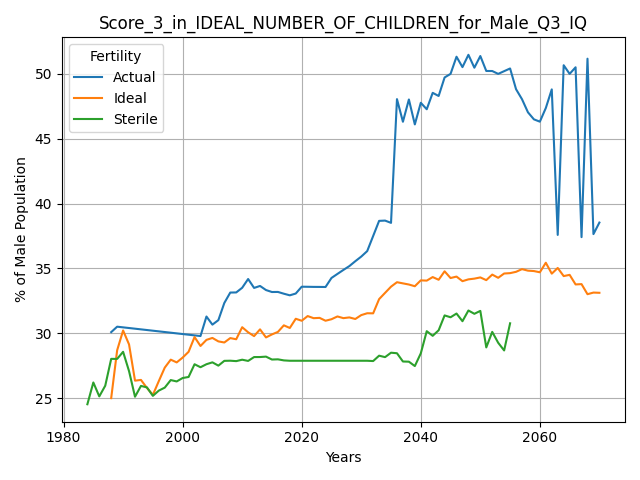 Score_3_in_IDEAL_NUMBER_OF_CHILDREN_for_Male_Q3_IQ
Fertility
Actual
Ideal
Sterile
% of Male Population
50
45
40
35
30
25
1980
2000
2020
2040
2060
Years